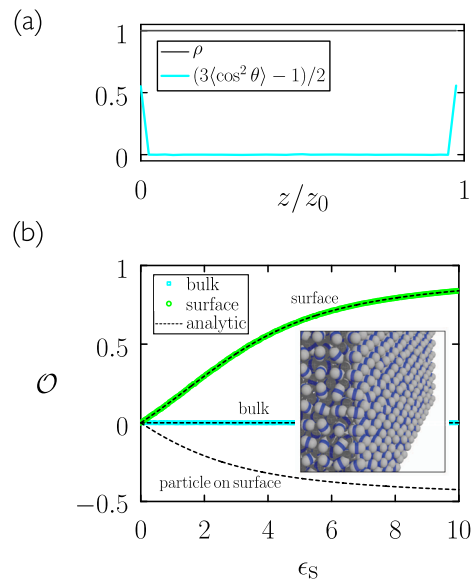 (a)
1
ρ
(3⟨cos² θ⟩ − 1)/2
0.5
0
0
z/z₀
1
(b)
1
bulk
surface
analytic
surface
0.5
𝒪
bulk
0
particle on surface
−0.5
0
2
4
6
8
10
ϵ_S